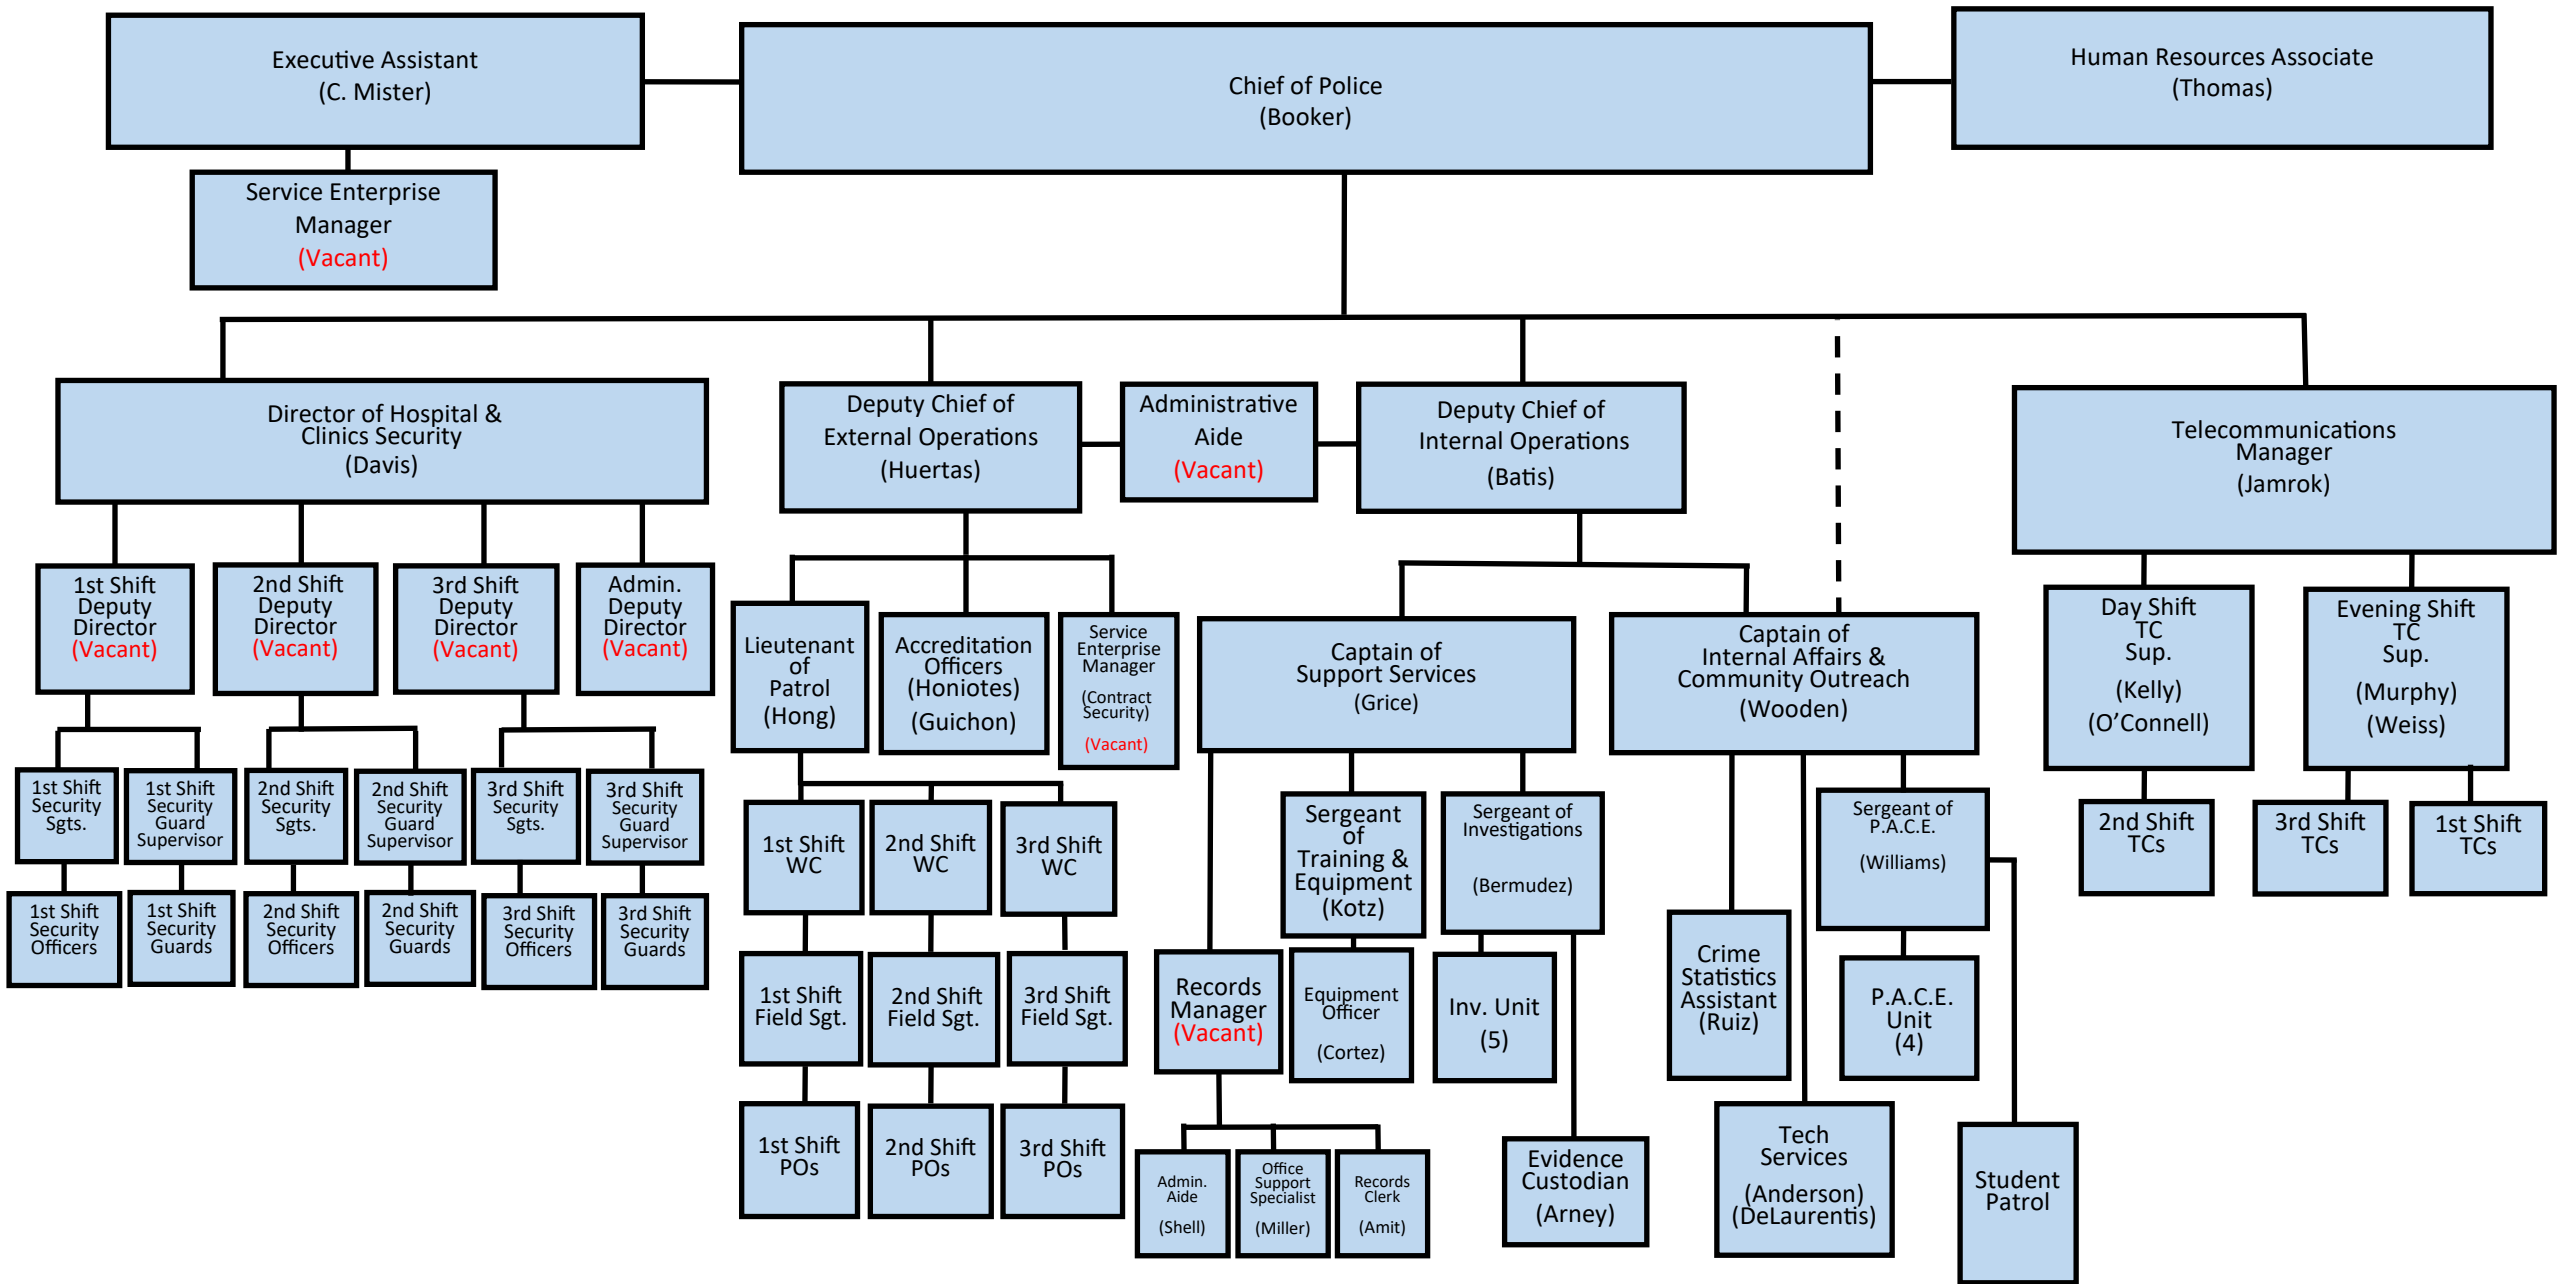 Executive Assistant
(C. Mister)
Chief of Police
(Booker)
Human Resources Associate
(Thomas)
Service Enterprise
Manager
(Vacant)
Director of Hospital &
Clinics Security
(Davis)
Deputy Chief of
External Operations
(Huertas)
Administrative
Aide
(Vacant)
Deputy Chief of
Internal Operations
(Batis)
Telecommunications
Manager
(Jamrok)
1st Shift
Deputy
Director
(Vacant)
2nd Shift
Deputy
Director
(Vacant)
3rd Shift
Deputy
Director
(Vacant)
Admin.
Deputy
Director
(Vacant)
Lieutenant
of
Patrol
(Hong)
Accreditation
Officers
(Honiotes)
(Guichon)
Service
Enterprise
Manager
(Contract
Security)
(Vacant)
Captain of
Support Services
(Grice)
Captain of
Internal Affairs &
Community Outreach
(Wooden)
Day Shift
TC
Sup.
(Kelly)
(O’Connell)
Evening Shift
TC
Sup.
(Murphy)
(Weiss)
1st Shift
Security
Sgts.
1st Shift
Security
Guard
Supervisor
2nd Shift
Security
Sgts.
2nd Shift
Security
Guard
Supervisor
3rd Shift
Security
Sgts.
3rd Shift
Security
Guard
Supervisor
1st Shift
WC
2nd Shift
WC
3rd Shift
WC
Sergeant
of
Training &
Equipment
(Kotz)
Sergeant of
Investigations
(Bermudez)
Sergeant of
P.A.C.E.
(Williams)
2nd Shift
TCs
3rd Shift
TCs
1st Shift
TCs
1st Shift
Security
Officers
1st Shift
Security
Guards
2nd Shift
Security
Officers
2nd Shift
Security
Guards
3rd Shift
Security
Officers
3rd Shift
Security
Guards
1st Shift
Field Sgt.
2nd Shift
Field Sgt.
3rd Shift
Field Sgt.
Records
Manager
(Vacant)
Equipment
Officer
(Cortez)
Inv. Unit
(5)
Crime
Statistics
Assistant
(Ruiz)
P.A.C.E.
Unit
(4)
1st Shift
POs
2nd Shift
POs
3rd Shift
POs
Admin.
Aide
(Shell)
Office
Support
Specialist
(Miller)
Records
Clerk
(Amit)
Evidence
Custodian
(Arney)
Tech
Services
(Anderson)
(DeLaurentis)
Student
Patrol